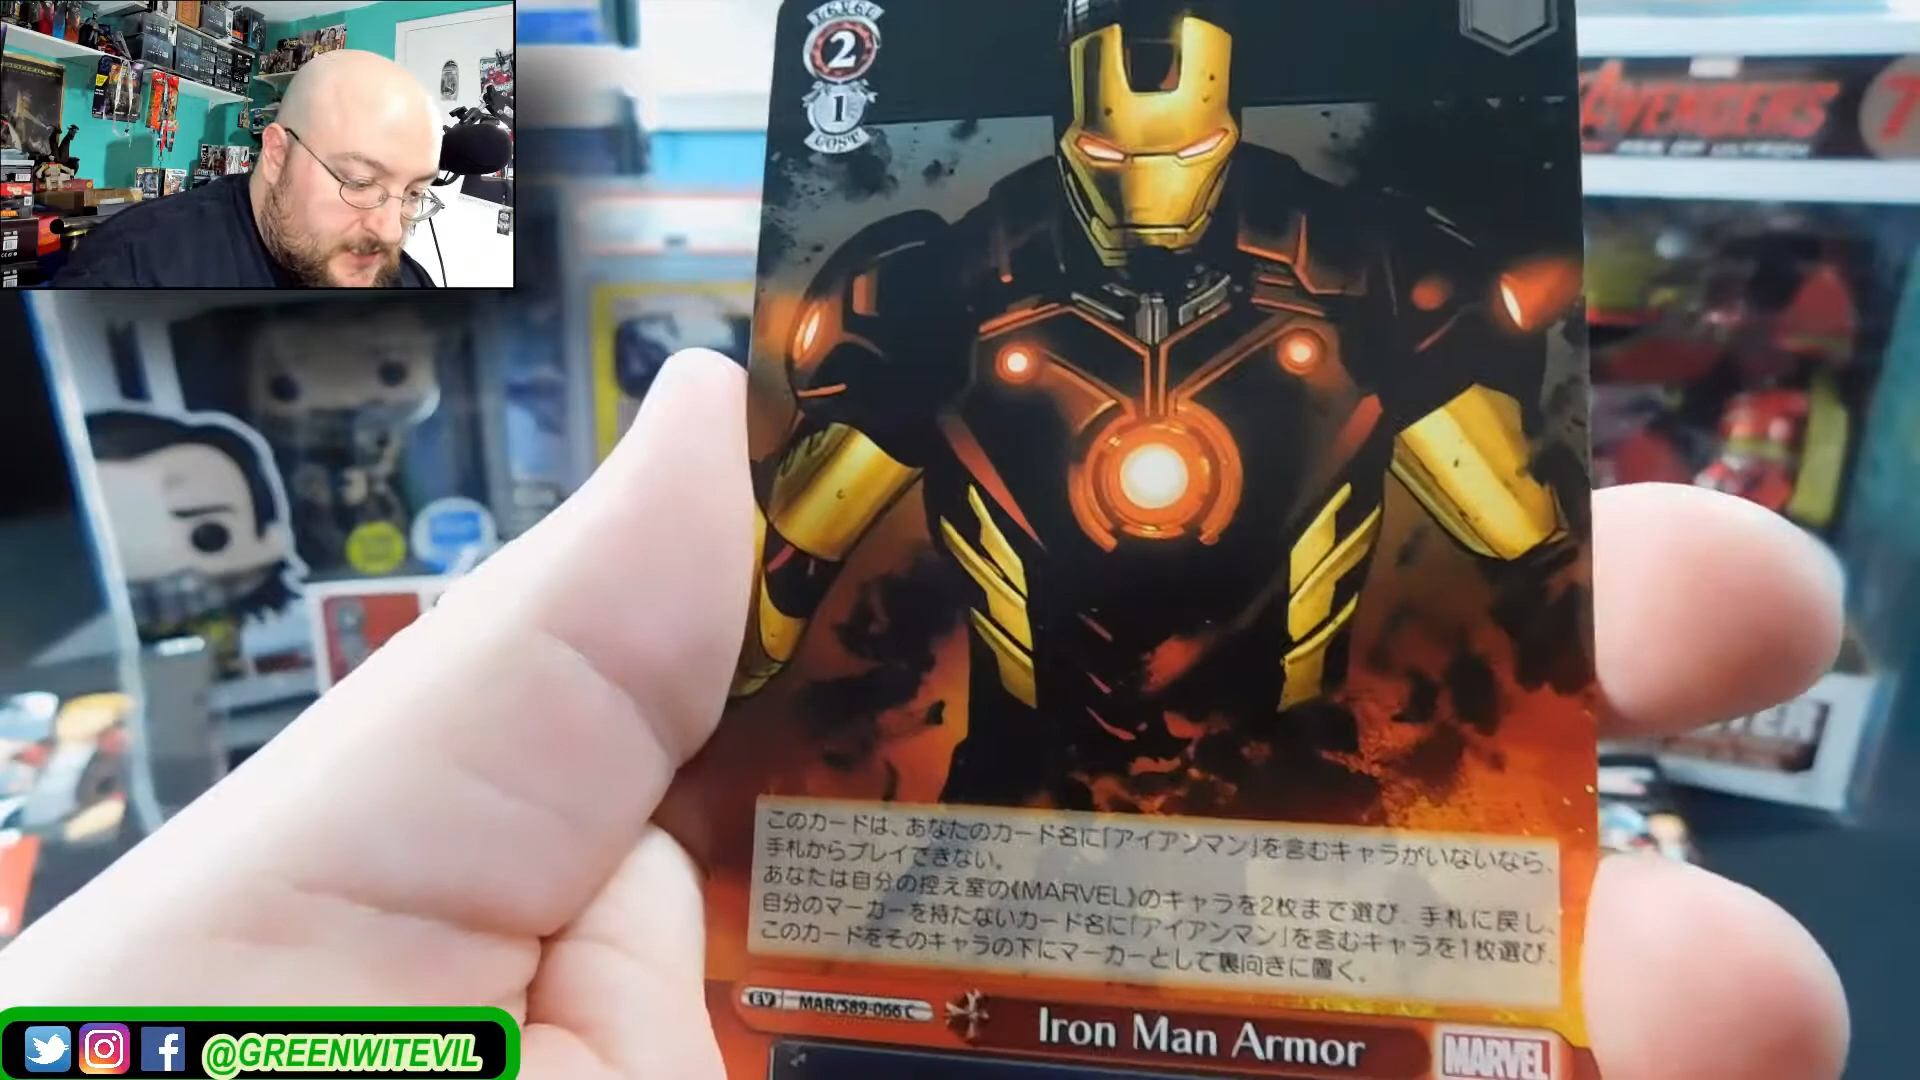 LEVEL
2
1
COST
AVENGERS
AGE OF ULTRON
7
このカードは、あなたのカード名に「アイアンマン」を含むキャラがいないなら、
手札からプレイできない。
あなたは自分の控え室の《MARVEL》のキャラを2枚まで選び、手札に戻し、
自分のマーカーを持たないカード名に「アイアンマン」を含むキャラを1枚選び、
このカードをそのキャラの下にマーカーとして裏向きに置く。
EV MAR/S89-066 C
Iron Man Armor
MARVEL
@GREENWITEVIL